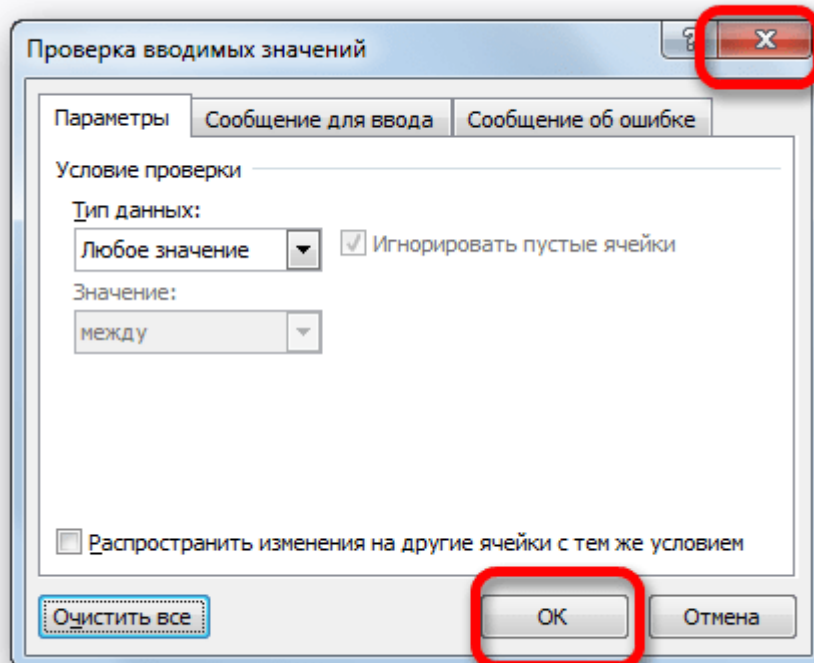 Проверка вводимых значений
?
X
Параметры
Сообщение для ввода
Сообщение об ошибке
Условие проверки
Тип данных:
Любое значение
Игнорировать пустые ячейки
Значение:
между
Распространить изменения на другие ячейки с тем же условием
Очистить все
ОК
Отмена